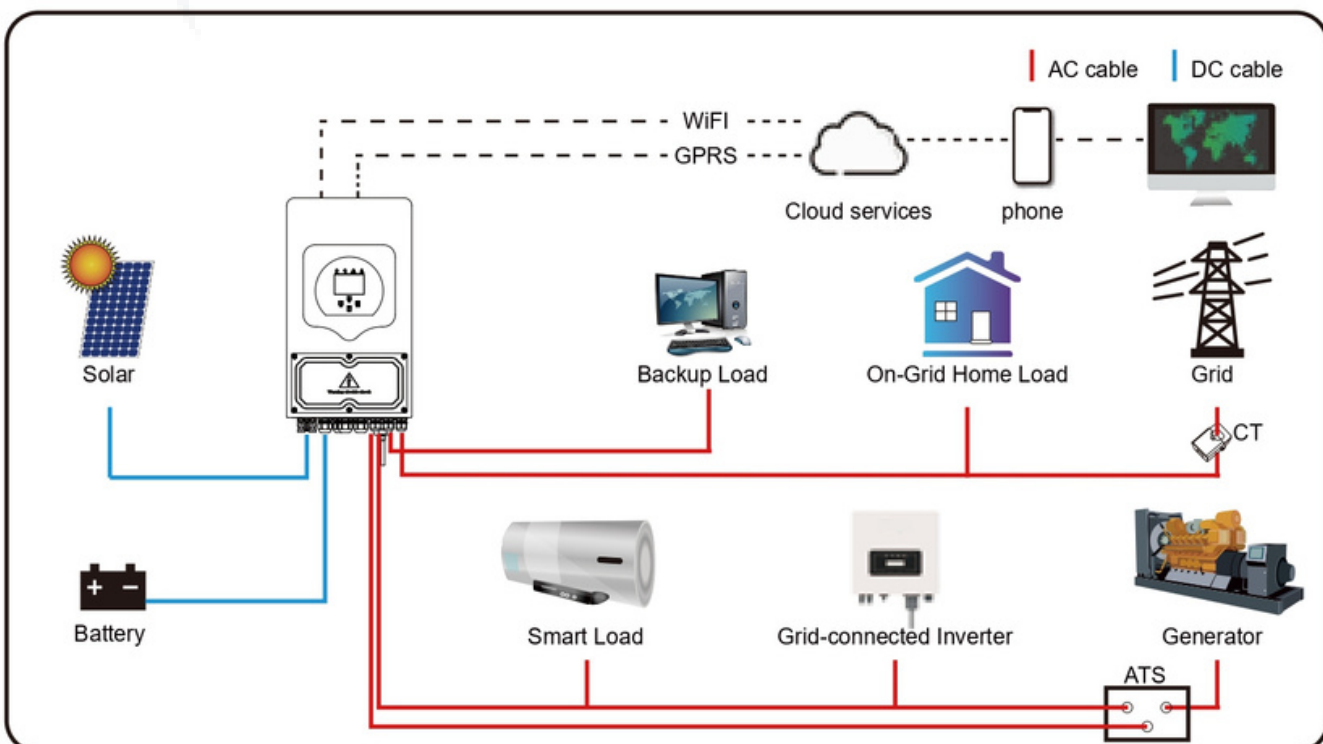 AC cable
DC cable
WiFI
GPRS
Cloud services
phone
Solar
Backup Load
On-Grid Home Load
Grid
CT
Battery
Smart Load
Grid-connected Inverter
Generator
ATS